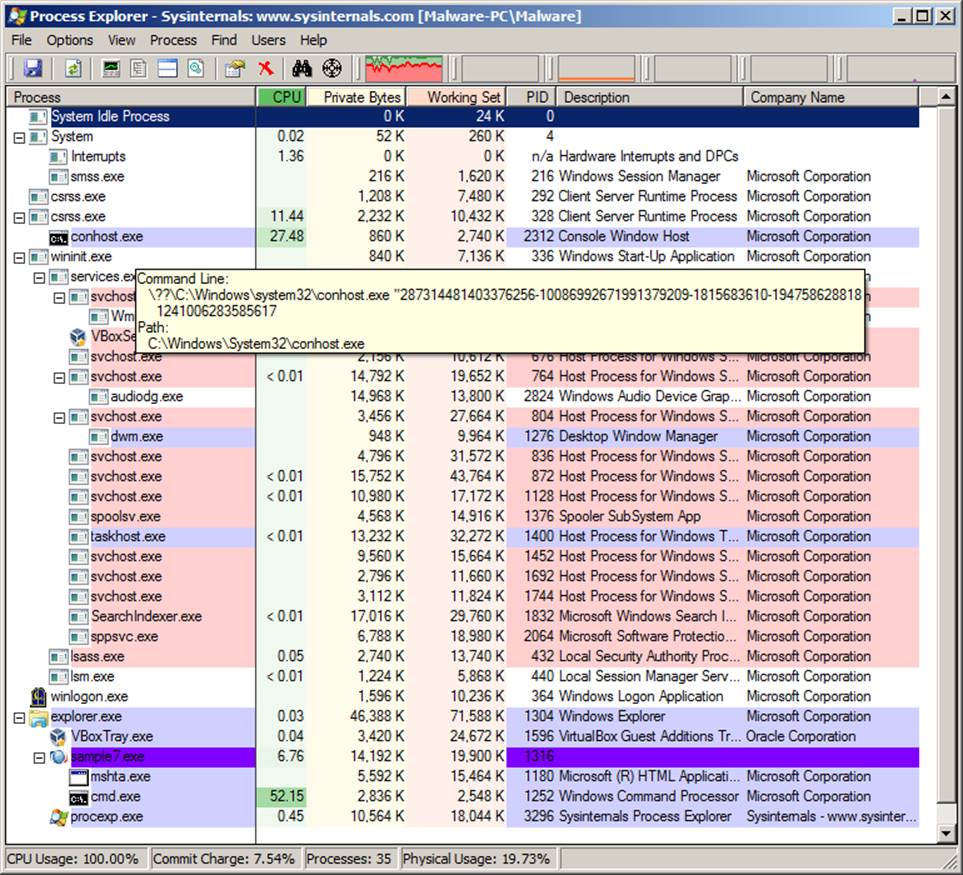 Process Explorer - Sysinternals: www.sysinternals.com [Malware-PC\Malware]
File Options View Process Find Users Help
Process CPU Private Bytes Working Set PID Description Company Name
System Idle Process 0 K 24 K 0
System 0.02 52 K 260 K 4
Interrupts 1.36 0 K 0 K n/a Hardware Interrupts and DPCs
smss.exe 216 K 1,620 K 216 Windows Session Manager Microsoft Corporation
csrss.exe 1,208 K 7,480 K 292 Client Server Runtime Process Microsoft Corporation
csrss.exe 11.44 2,232 K 10,432 K 328 Client Server Runtime Process Microsoft Corporation
conhost.exe 27.48 860 K 2,740 K 2312 Console Window Host Microsoft Corporation
wininit.exe 840 K 7,136 K 336 Windows Start-Up Application Microsoft Corporation
services.ex
Command Line:
\??\C:\Windows\system32\conhost.exe "287314481403376256-10086992671991379209-1815683610-194758628818
svchost
1241006283585617
Wm
Path:
VBoxSe
C:\Windows\System32\conhost.exe
svchost.exe 2,156 K 10,612 K 676 Host Process for Windows S... Microsoft Corporation
svchost.exe < 0.01 14,792 K 19,652 K 764 Host Process for Windows S... Microsoft Corporation
audiodg.exe 14,968 K 13,800 K 2824 Windows Audio Device Grap... Microsoft Corporation
svchost.exe 3,456 K 27,664 K 804 Host Process for Windows S... Microsoft Corporation
dwm.exe 948 K 9,964 K 1276 Desktop Window Manager Microsoft Corporation
svchost.exe 4,796 K 31,572 K 836 Host Process for Windows S... Microsoft Corporation
svchost.exe < 0.01 15,752 K 43,764 K 872 Host Process for Windows S... Microsoft Corporation
svchost.exe < 0.01 10,980 K 17,172 K 1128 Host Process for Windows S... Microsoft Corporation
spoolsv.exe 4,568 K 14,916 K 1376 Spooler SubSystem App Microsoft Corporation
taskhost.exe < 0.01 13,232 K 32,272 K 1400 Host Process for Windows T... Microsoft Corporation
svchost.exe 9,560 K 15,664 K 1452 Host Process for Windows S... Microsoft Corporation
svchost.exe 2,796 K 11,660 K 1692 Host Process for Windows S... Microsoft Corporation
svchost.exe 3,112 K 11,824 K 1744 Host Process for Windows S... Microsoft Corporation
SearchIndexer.exe < 0.01 17,016 K 29,760 K 1832 Microsoft Windows Search I... Microsoft Corporation
sppsvc.exe 6,788 K 18,980 K 2064 Microsoft Software Protectio... Microsoft Corporation
lsass.exe 0.05 2,740 K 13,740 K 432 Local Security Authority Proc... Microsoft Corporation
lsm.exe < 0.01 1,224 K 5,868 K 440 Local Session Manager Serv... Microsoft Corporation
winlogon.exe 1,596 K 10,236 K 364 Windows Logon Application Microsoft Corporation
explorer.exe 0.03 46,388 K 71,588 K 1304 Windows Explorer Microsoft Corporation
VBoxTray.exe 0.04 3,420 K 24,672 K 1596 VirtualBox Guest Additions Tr... Oracle Corporation
sample7.exe 6.76 14,192 K 19,900 K 1316
mshta.exe 5,592 K 15,464 K 1180 Microsoft (R) HTML Applicati... Microsoft Corporation
cmd.exe 52.15 2,836 K 2,548 K 1252 Windows Command Processor Microsoft Corporation
procexp.exe 0.45 10,564 K 18,044 K 3296 Sysinternals Process Explorer Sysinternals - www.sysinter...
CPU Usage: 100.00% Commit Charge: 7.54% Processes: 35 Physical Usage: 19.73%